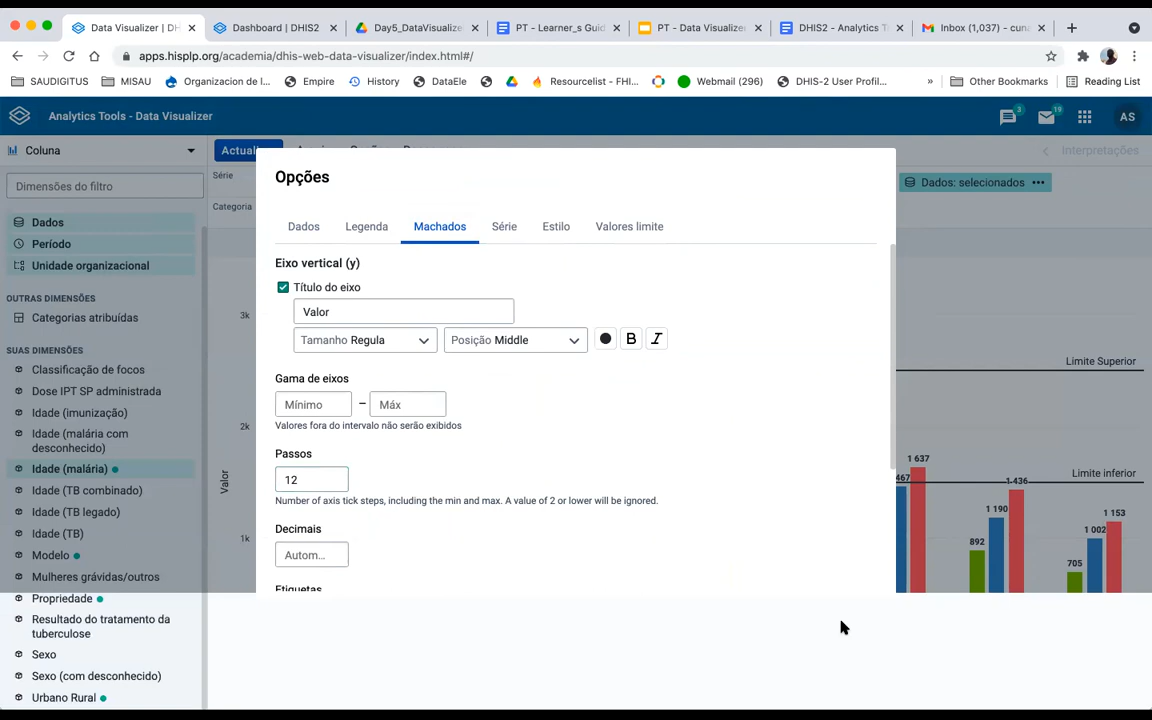 Data Visualizer | DH
Dashboard | DHIS2
Day5_DataVisualize
PT - Learner_s Guid
PT - Data Visualize
DHIS2 - Analytics T
Inbox (1,037) - cuna
apps.hisplp.org/academia/dhis-web-data-visualizer/index.html#/
SAUDIGITUS
MISAU
Organizacion de I...
Empire
History
DataEle
Resourcelist - FHI...
Webmail (296)
DHIS-2 User Profil...
»
Other Bookmarks
Reading List
Analytics Tools - Data Visualizer
3
19
AS
Coluna
Actuali
Interpretações
Dimensões do filtro
Série
Dados: selecionados
Categoria
Dados
Período
Unidade organizacional
OUTRAS DIMENSÕES
Categorias atribuídas
SUAS DIMENSÕES
Classificação de focos
Dose IPT SP administrada
Idade (imunização)
Idade (malária com
desconhecido)
Idade (malária)
Idade (TB combinado)
Idade (TB legado)
Idade (TB)
Modelo
Mulheres grávidas/outros
Propriedade
Resultado do tratamento da
tuberculose
Sexo
Sexo (com desconhecido)
Urbano Rural
Opções
Dados
Legenda
Machados
Série
Estilo
Valores limite
Eixo vertical (y)
Título do eixo
Valor
Tamanho Regula
Posição Middle
B
I
Gama de eixos
Mínimo
–
Máx
Valores fora do intervalo não serão exibidos
Passos
12
Number of axis tick steps, including the min and max. A value of 2 or lower will be ignored.
Decimais
Autom...
Etiquetas
3k
2k
1k
Valor
Limite Superior
Limite inferior
467
1 637
892
1 190
1 436
705
1 002
1 153